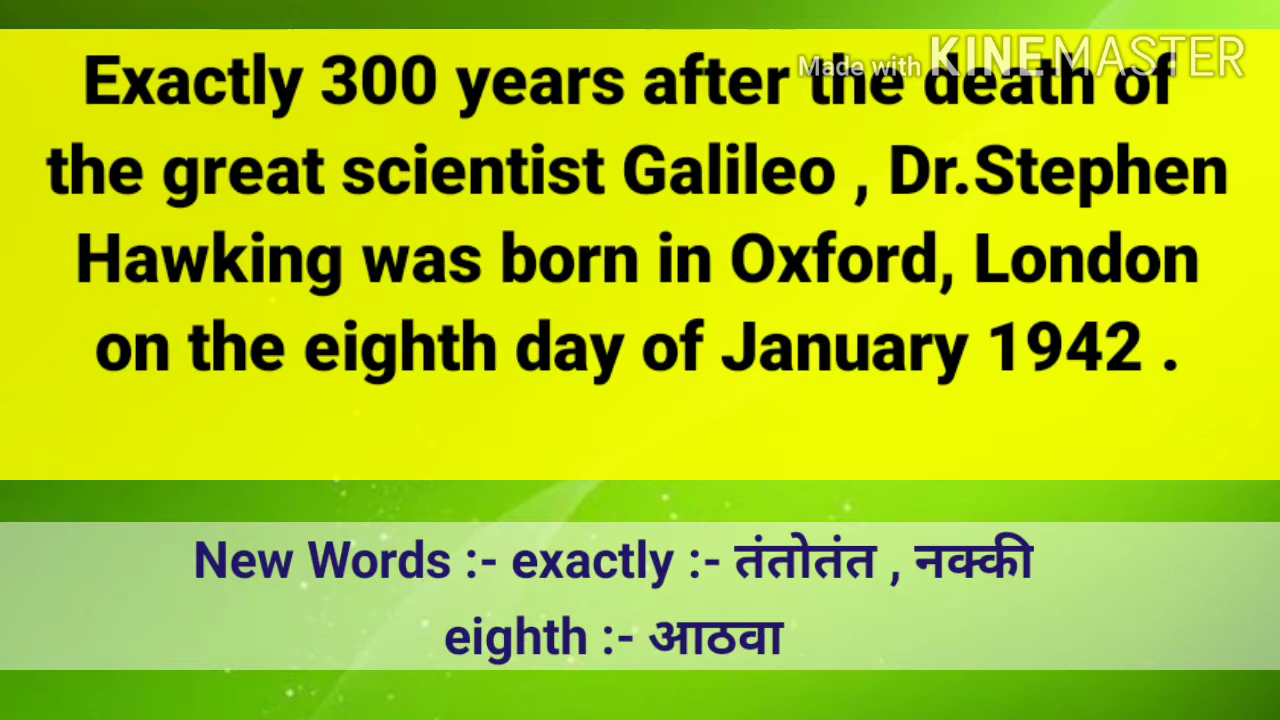 Made with KINEMASTER
Exactly 300 years after the death of
the great scientist Galileo , Dr.Stephen
Hawking was born in Oxford, London
on the eighth day of January 1942 .
New Words :- exactly :- तंतोतंत , नक्की
eighth :- आठवा